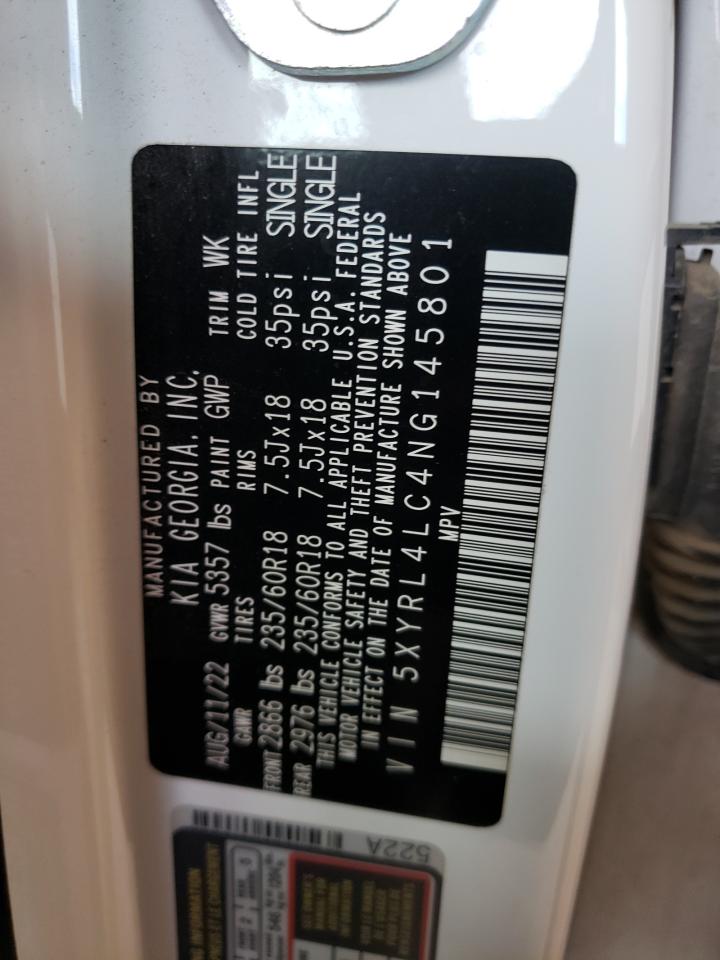 MANUFACTURED BY
KIA GEORGIA, INC.
AUG/11/22 GVWR 5357 lbs PAINT GWP TRIM WK
GAWR TIRES RIMS COLD TIRE INFL
FRONT 2866 lbs 235/60R18 7.5Jx18 35psi SINGLE
REAR 2976 lbs 235/60R18 7.5Jx18 35psi SINGLE
THIS VEHICLE CONFORMS TO ALL APPLICABLE U.S.A. FEDERAL
MOTOR VEHICLE SAFETY AND THEFT PREVENTION STANDARDS
IN EFFECT ON THE DATE OF MANUFACTURE SHOWN ABOVE
VIN 5XYRL4LC4NG145801
MPV
522A
INFORMATION